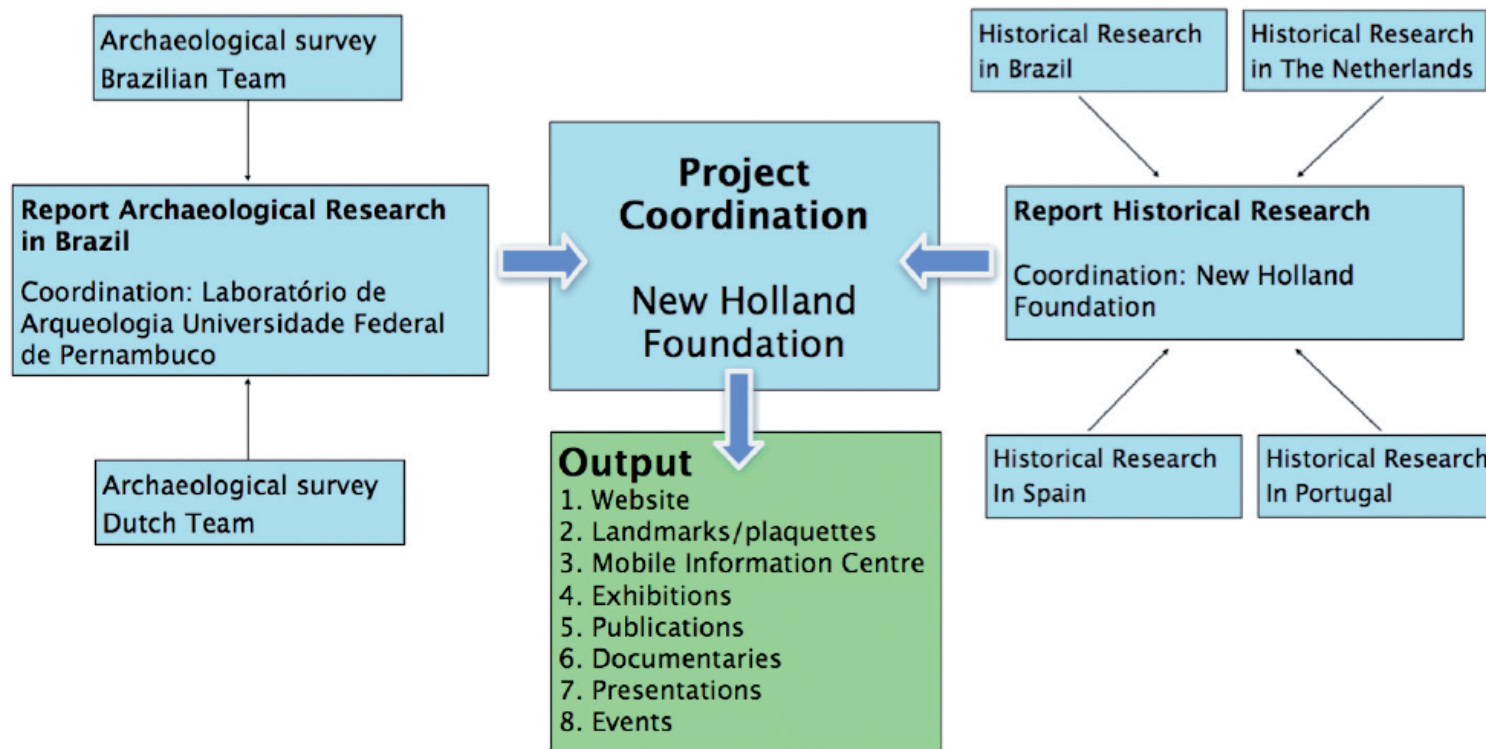 Archaeological survey
Brazilian Team
Report Archaeological Research
in Brazil
Coordination: Laboratório de
Arqueologia Universidade Federal
de Pernambuco
Archaeological survey
Dutch Team
Project
Coordination
New Holland
Foundation
Output
1. Website
2. Landmarks/plaquettes
3. Mobile Information Centre
4. Exhibitions
5. Publications
6. Documentaries
7. Presentations
8. Events
Historical Research
in Brazil
Historical Research
in The Netherlands
Report Historical Research
Coordination: New Holland
Foundation
Historical Research
In Spain
Historical Research
In Portugal